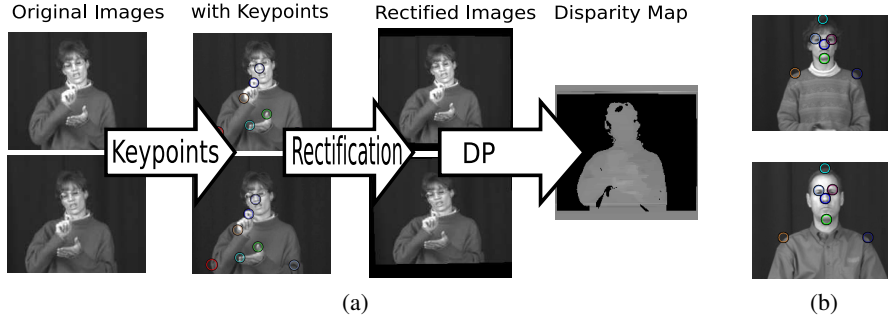 Original Images
with Keypoints
Rectified Images
Disparity Map
Keypoints
Rectification
DP
(a)
(b)